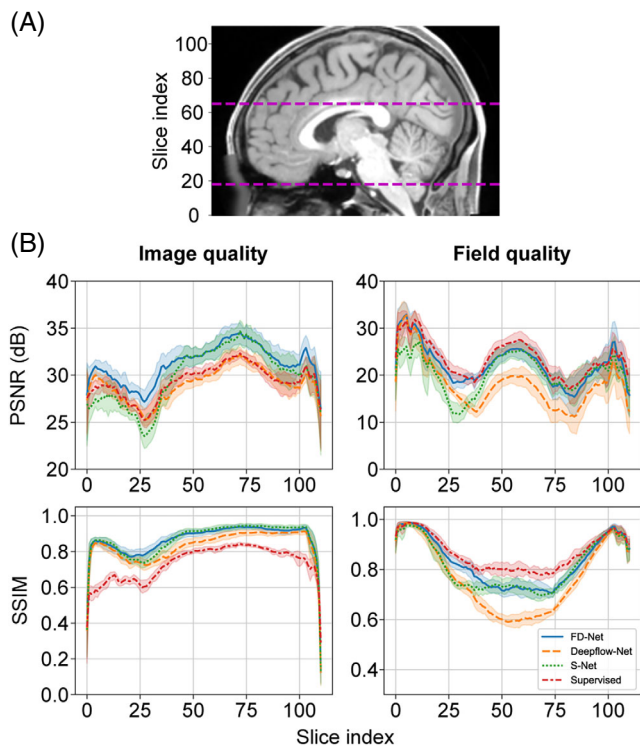 (A)
Slice index
100
80
60
40
20
0
(B)
Image quality
Field quality
PSNR (dB)
40
35
30
25
20
0 25 50 75 100
40
30
20
10
0
0 25 50 75 100
SSIM
1.0
0.8
0.6
0.4
0.2
0.0
0 25 50 75 100
1.0
0.8
0.6
0.4
0 25 50 75 100
FD-Net
Deepflow-Net
S-Net
Supervised
Slice index